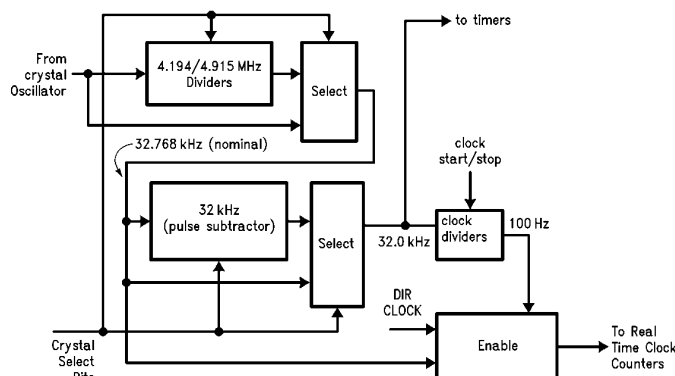 to timers
From
crystal
Oscillator
4.194/4.915 MHz
Dividers
Select
32.768 kHz (nominal)
clock
start/stop
32 kHz
(pulse subtractor)
Select
32.0 kHz
clock
dividers
100 Hz
DIR
CLOCK
Enable
To Real
Time Clock
Counters
Crystal
Select
Bits